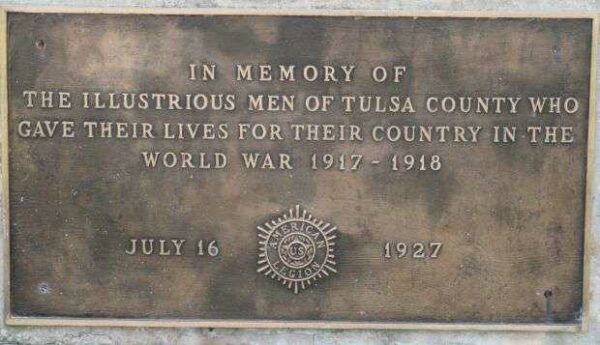 IN MEMORY OF
THE ILLUSTRIOUS MEN OF TULSA COUNTY WHO
GAVE THEIR LIVES FOR THEIR COUNTRY IN THE
WORLD WAR 1917 - 1918
JULY 16 1927
AMERICAN
US
LEGION